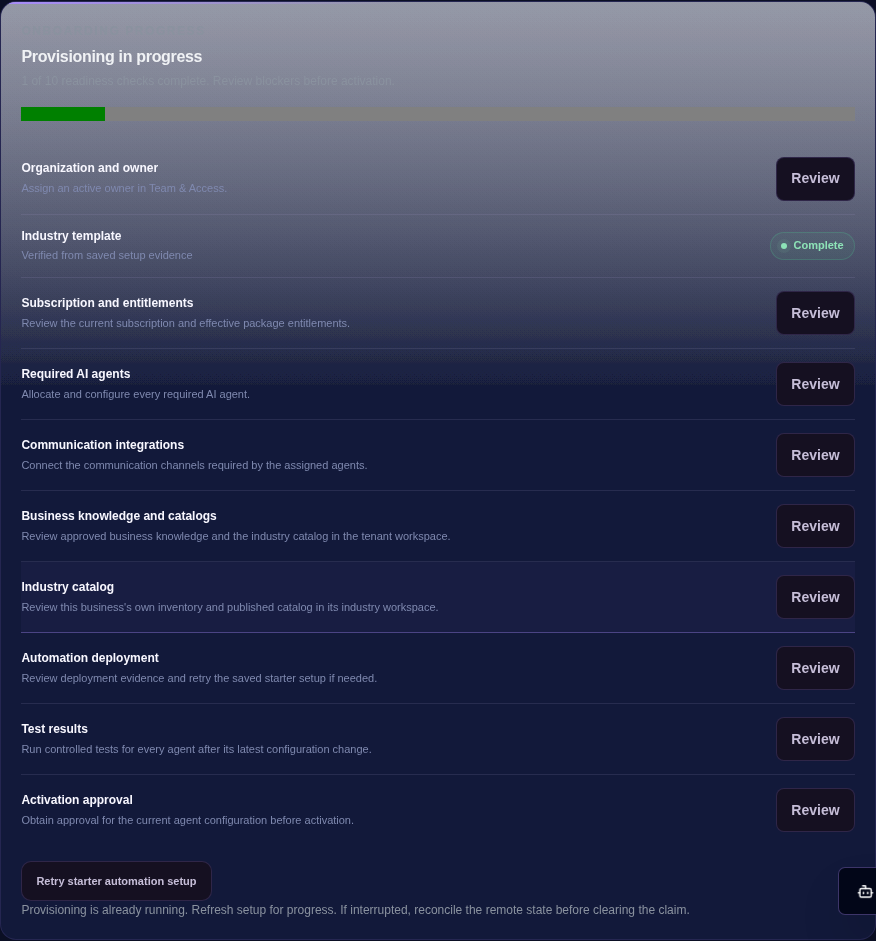 Provisioning in progress
1 of 10 readiness checks complete. Review blockers before activation.
Organization and owner
Assign an active owner in Team & Access.
Review
Industry template
Verified from saved setup evidence
Complete
Subscription and entitlements
Review the current subscription and effective package entitlements.
Review
Required AI agents
Allocate and configure every required AI agent.
Review
Communication integrations
Connect the communication channels required by the assigned agents.
Review
Business knowledge and catalogs
Review approved business knowledge and the industry catalog in the tenant workspace.
Review
Industry catalog
Review this business's own inventory and published catalog in its industry workspace.
Review
Automation deployment
Review deployment evidence and retry the saved starter setup if needed.
Review
Test results
Run controlled tests for every agent after its latest configuration change.
Review
Activation approval
Obtain approval for the current agent configuration before activation.
Review
Retry starter automation setup
Provisioning is already running. Refresh setup for progress. If interrupted, reconcile the remote state before clearing the claim.